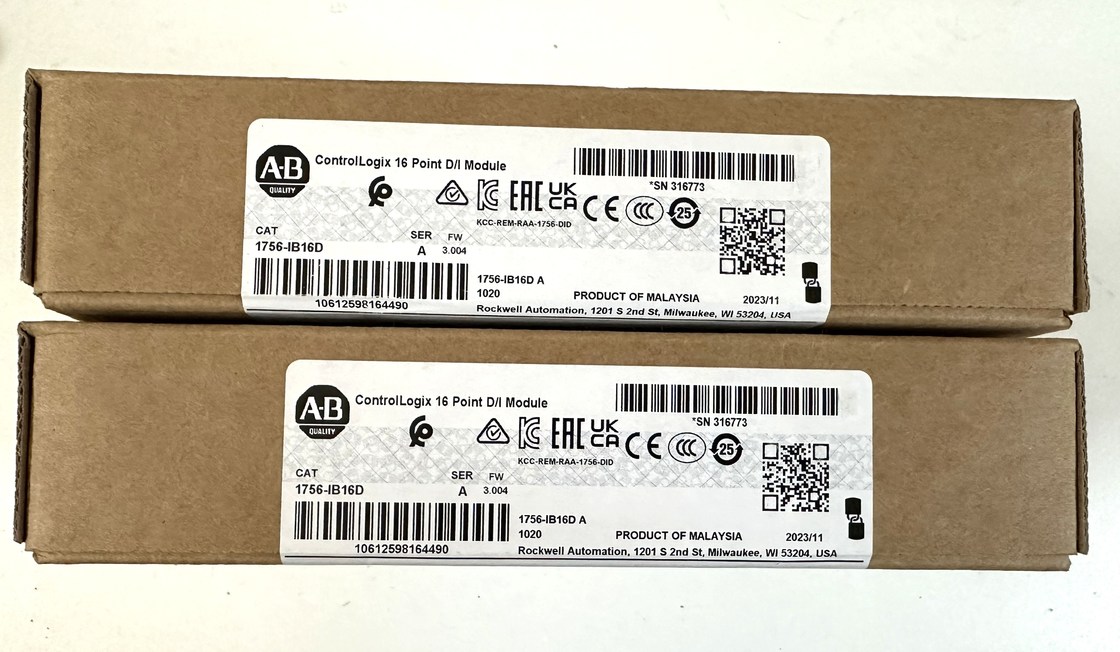 A-B
QUALITY
ControlLogix 16 Point D/I Module
*SN 316773
EAC UK CA CE CCC 25
KCC-REM-RAA-1756-DID
CAT SER FW
1756-IB16D A 3.004
10612598164490
1756-IB16D A
1020 PRODUCT OF MALAYSIA 2023/11
Rockwell Automation, 1201 S 2nd St, Milwaukee, WI 53204, USA
A-B
QUALITY
ControlLogix 16 Point D/I Module
*SN 316773
EAC UK CA CE CCC 25
KCC-REM-RAA-1756-DID
CAT SER FW
1756-IB16D A 3.004
10612598164490
1756-IB16D A
1020 PRODUCT OF MALAYSIA 2023/11
Rockwell Automation, 1201 S 2nd St, Milwaukee, WI 53204, USA